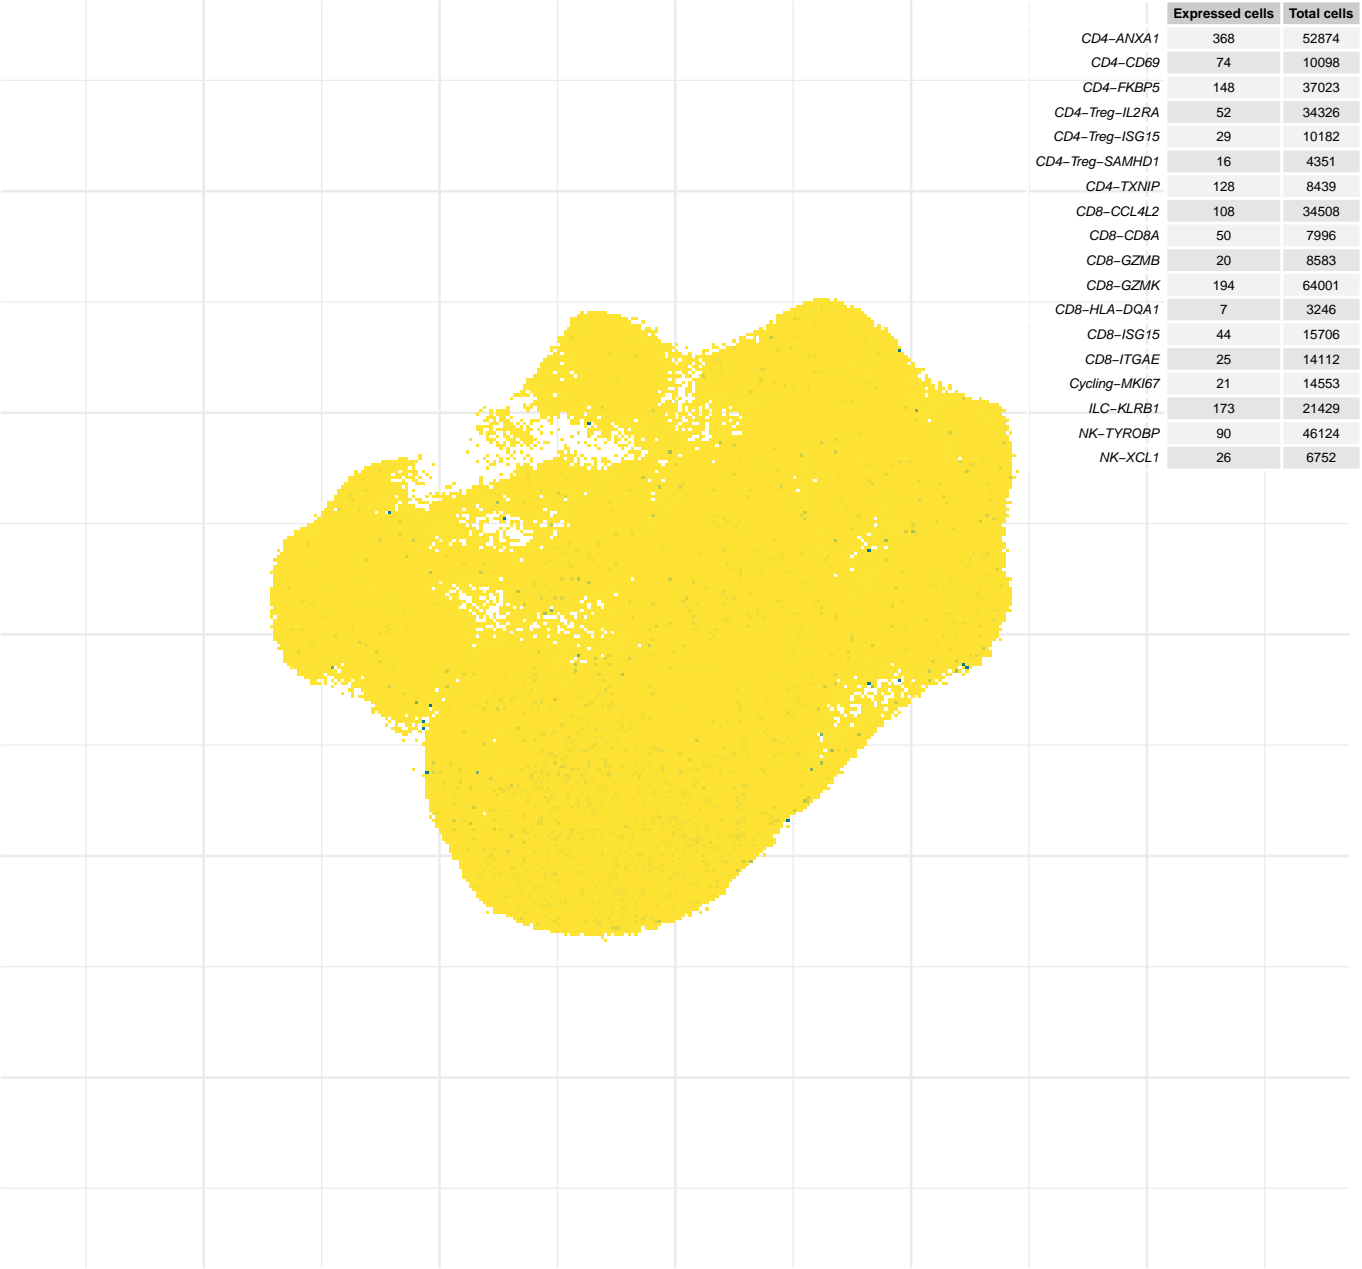 Expressed cells Total cells
CD4−ANXA1 368 52874
CD4−CD69 74 10098
CD4−FKBP5 148 37023
CD4−Treg−IL2RA 52 34326
CD4−Treg−ISG15 29 10182
CD4−Treg−SAMHD1 16 4351
CD4−TXNIP 128 8439
CD8−CCL4L2 108 34508
CD8−CD8A 50 7996
CD8−GZMB 20 8583
CD8−GZMK 194 64001
CD8−HLA−DQA1 7 3246
CD8−ISG15 44 15706
CD8−ITGAE 25 14112
Cycling−MKI67 21 14553
ILC−KLRB1 173 21429
NK−TYROBP 90 46124
NK−XCL1 26 6752